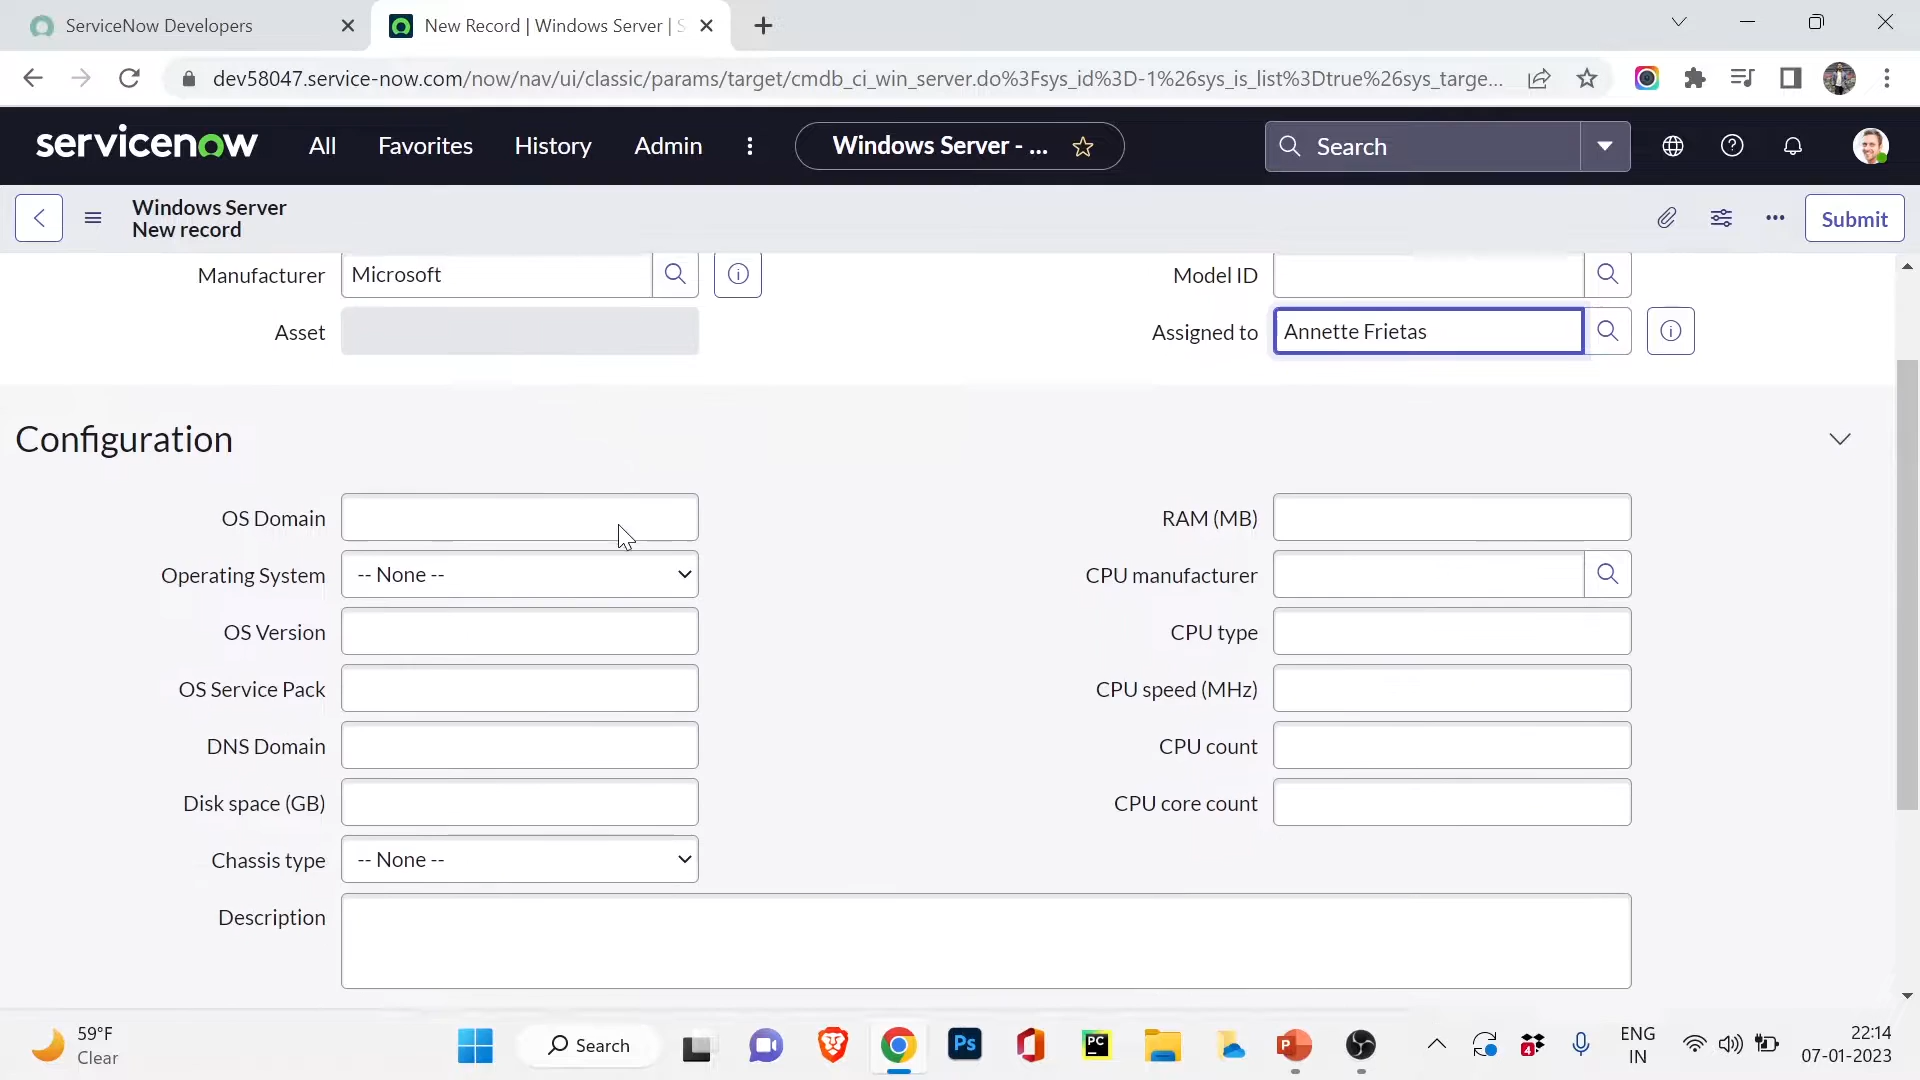 ServiceNow Developers
New Record | Windows Server | S
dev58047.service-now.com/now/nav/ui/classic/params/target/cmdb_ci_win_server.do%3Fsys_id%3D-1%26sys_is_list%3Dtrue%26sys_targe...
servicenow
All
Favorites
History
Admin
Windows Server - ...
Search
Windows Server
New record
Submit
Manufacturer
Microsoft
Model ID
Asset
Assigned to
Annette Frietas
Configuration
OS Domain
RAM (MB)
Operating System
-- None --
CPU manufacturer
OS Version
CPU type
OS Service Pack
CPU speed (MHz)
DNS Domain
CPU count
Disk space (GB)
CPU core count
Chassis type
-- None --
Description
59°F
Clear
Search
Ps
PC
P
4
ENG
IN
22:14
07-01-2023